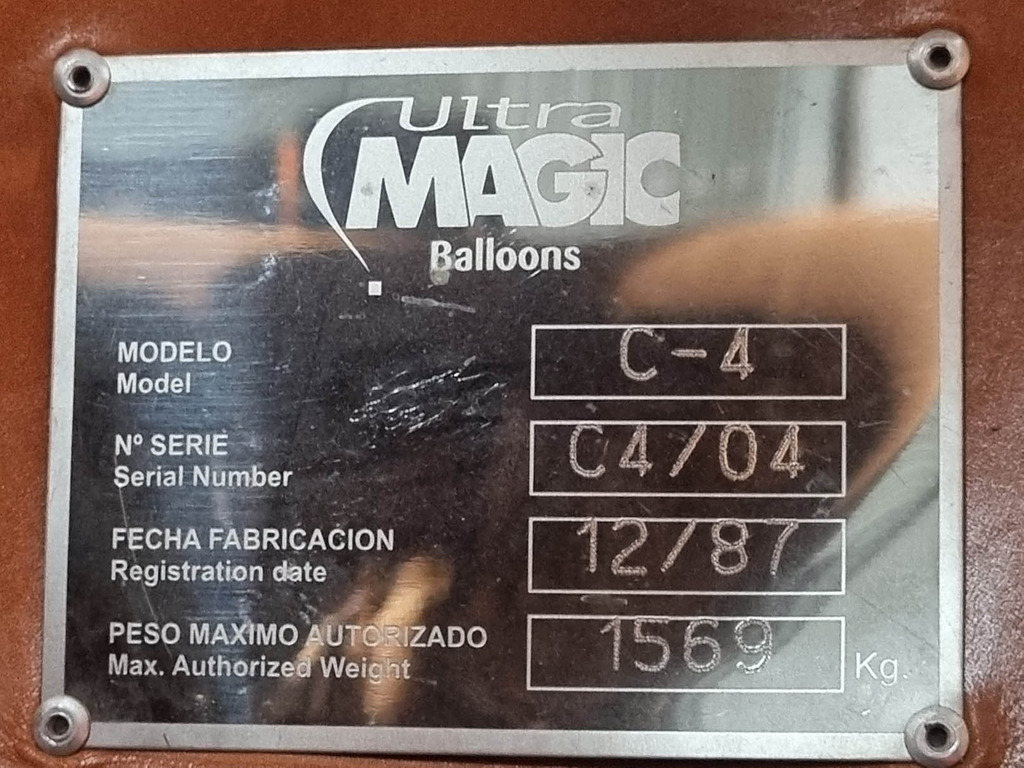 Ultra
MAGIC
Balloons
MODELO
Model
C-4
Nº SERIE
Serial Number
C4/04
FECHA FABRICACION
Registration date
12/87
PESO MAXIMO AUTORIZADO
Max. Authorized Weight
1569 Kg.